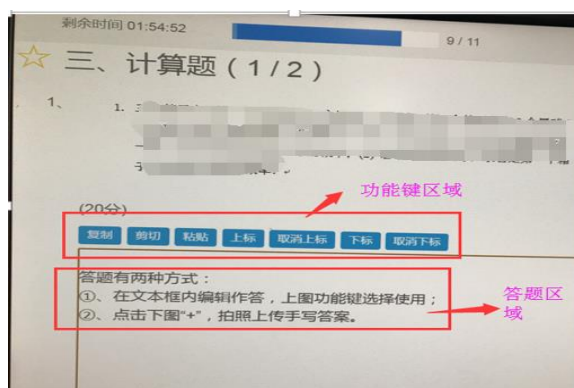 剩余时间 01:54:52
9 / 11
三、计算题（1/2）
1、
1.
功能键区域
(20分)
复制 剪切 粘贴 上标 取消上标 下标 取消下标
答题有两种方式：
①、在文本框内编辑作答，上图功能键选择使用；
②、点击下图"+"，拍照上传手写答案。
答题区
域